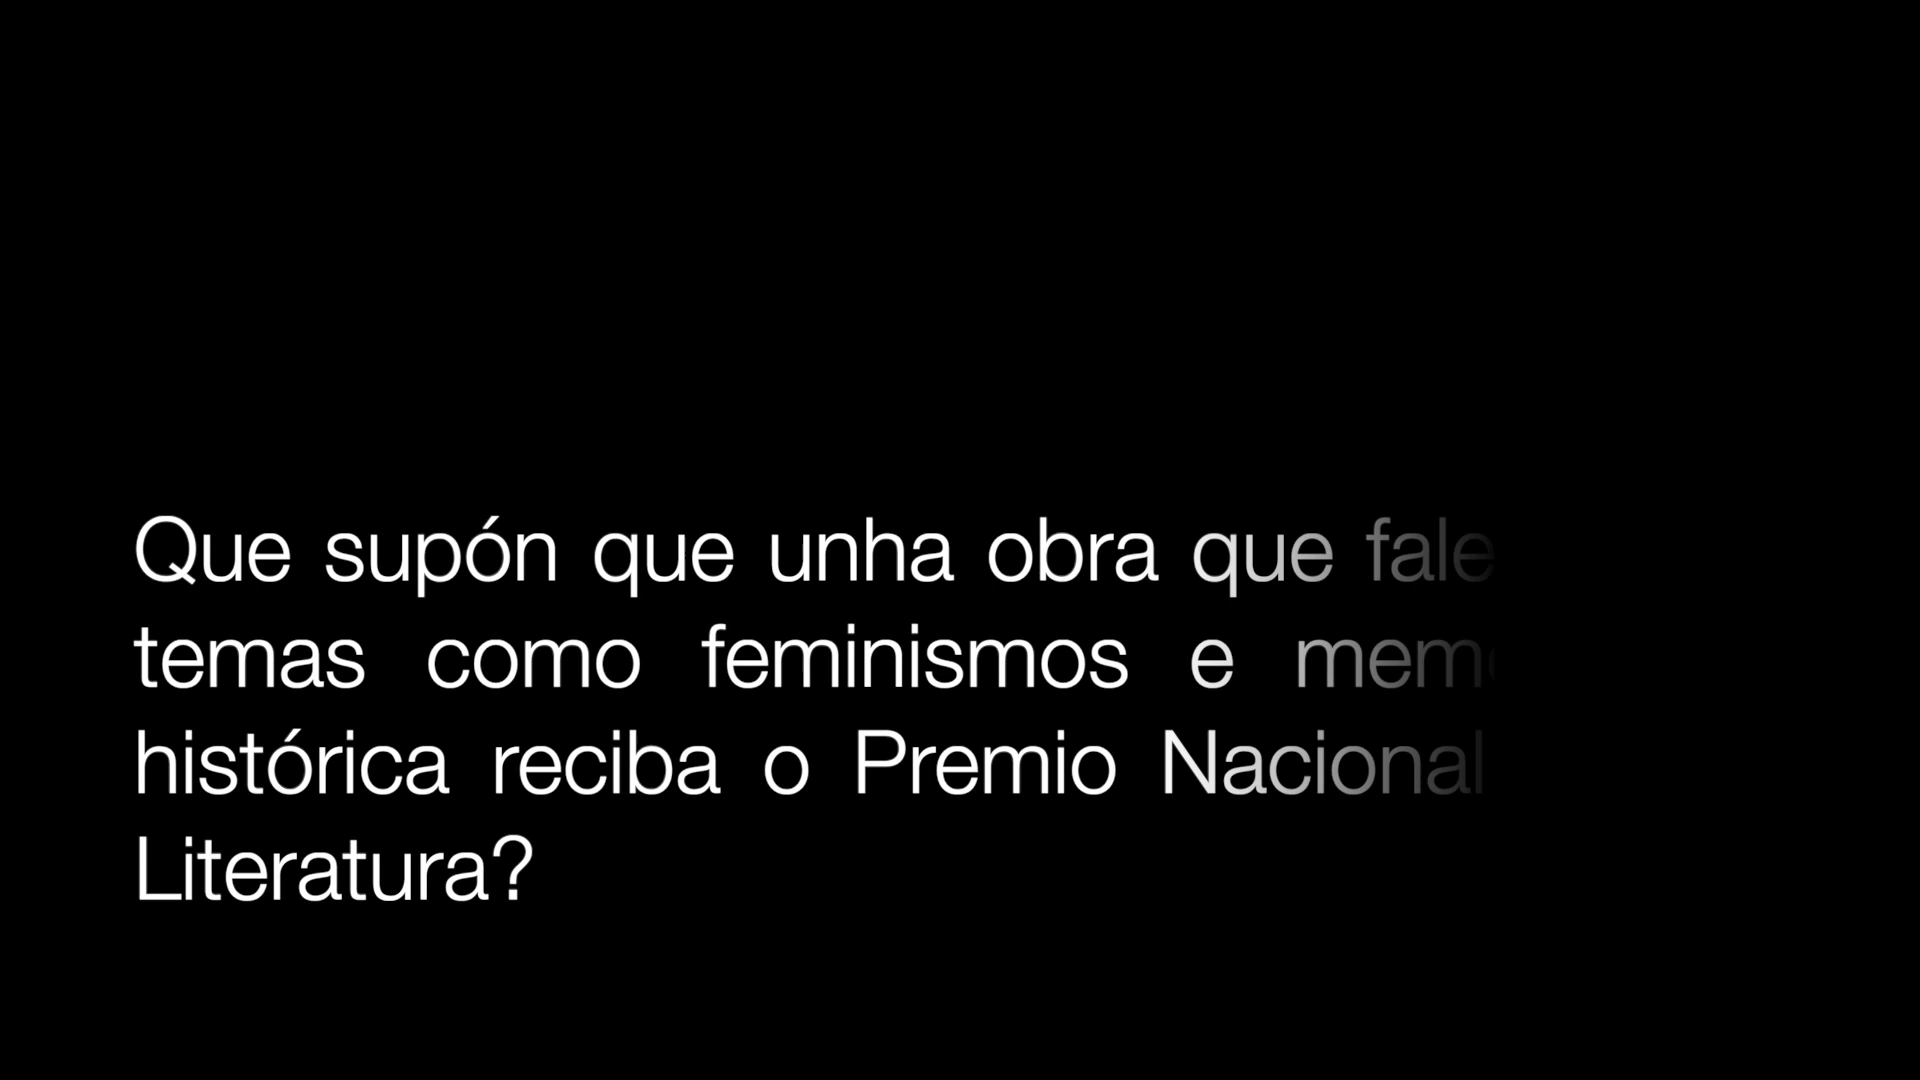 Que supón que unha obra que fale
temas como feminismos e
histórica reciba o Premio Nacional
Literatura?